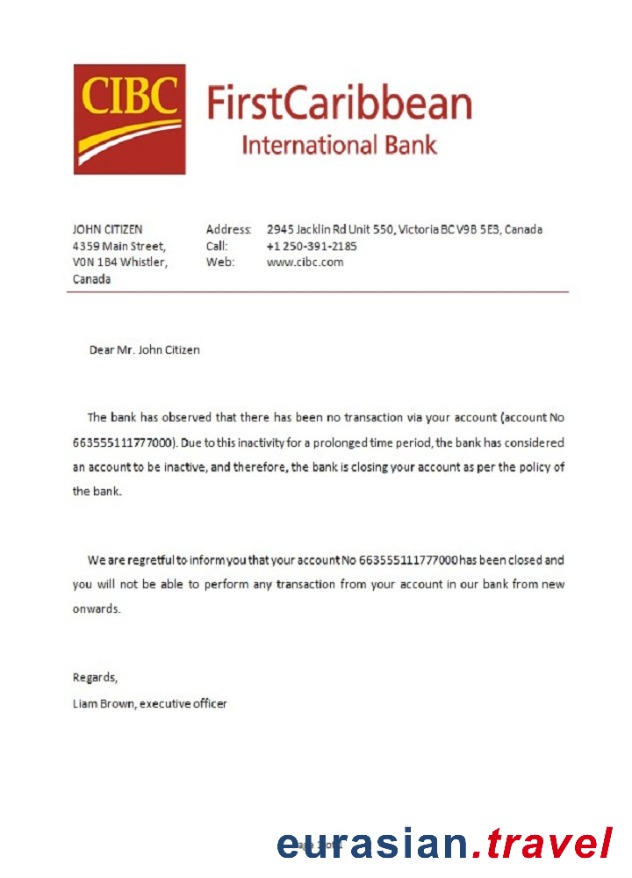 CIBC
FirstCaribbean
International Bank
JOHN CITIZEN
4359 Main Street,
V0N 1B4 Whistler,
Canada
Address: 2945 Jacklin Rd Unit 550, Victoria BC V9B 5E3, Canada
Call: +1 250-391-2185
Web: www.cibc.com
Dear Mr. John Citizen
The bank has observed that there has been no transaction via your account (account No
663555111777000). Due to this inactivity for a prolonged time period, the bank has considered
an account to be inactive, and therefore, the bank is closing your account as per the policy of
the bank.
We are regretful to inform you that your account No 663555111777000 has been closed and
you will not be able to perform any transaction from your account in our bank from new
onwards.
Regards,
Liam Brown, executive officer
eurasian.travel